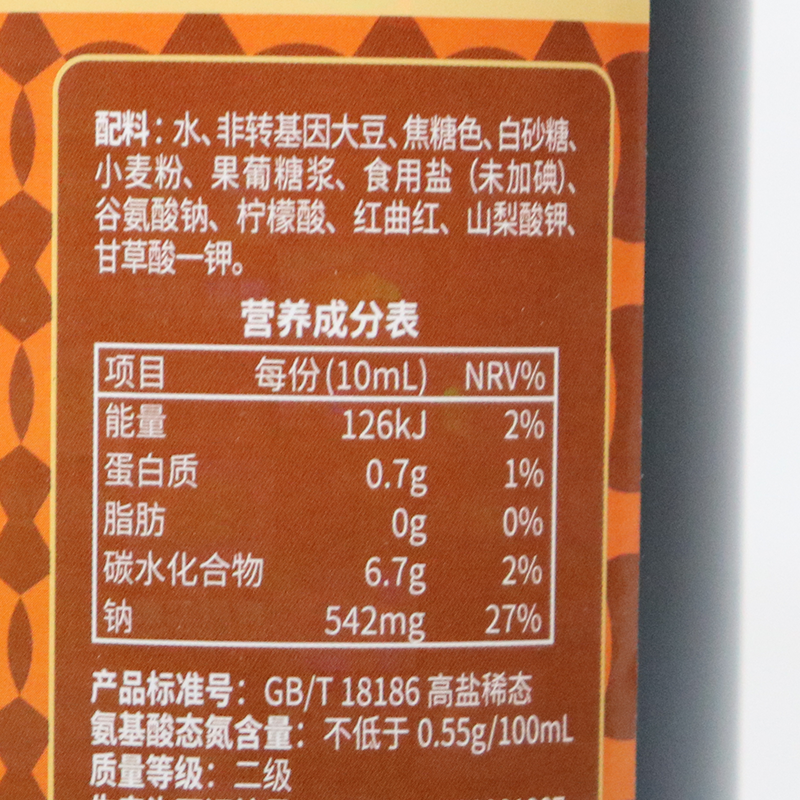 配料：水、非转基因大豆、焦糖色、白砂糖、
小麦粉、果葡糖浆、食用盐（未加碘）、
谷氨酸钠、柠檬酸、红曲红、山梨酸钾、
甘草酸一钾。
营养成分表
项目 每份(10mL) NRV%
能量 126kJ 2%
蛋白质 0.7g 1%
脂肪 0g 0%
碳水化合物 6.7g 2%
钠 542mg 27%
产品标准号：GB/T 18186 高盐稀态
氨基酸态氮含量：不低于 0.55g/100mL
质量等级：二级